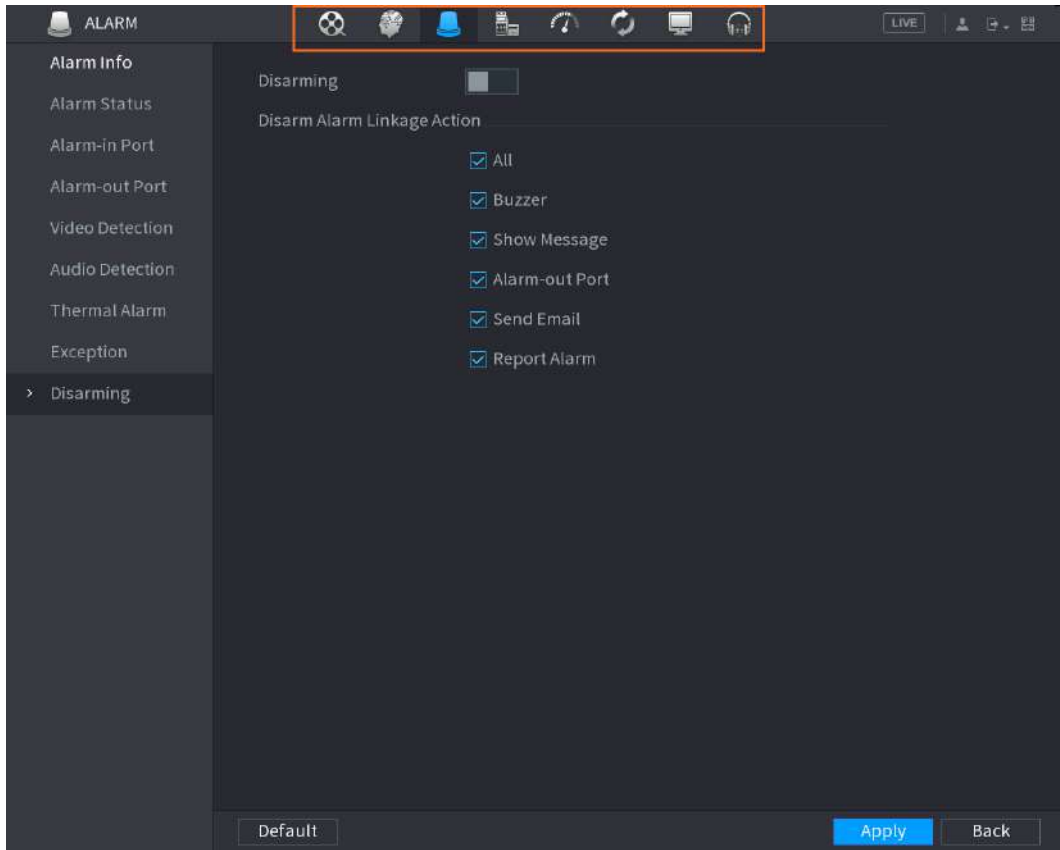 ALARM
LIVE
Alarm Info
Alarm Status
Alarm-in Port
Alarm-out Port
Video Detection
Audio Detection
Thermal Alarm
Exception
Disarming
Disarming
Disarm Alarm Linkage Action
All
Buzzer
Show Message
Alarm-out Port
Send Email
Report Alarm
Default
Apply
Back